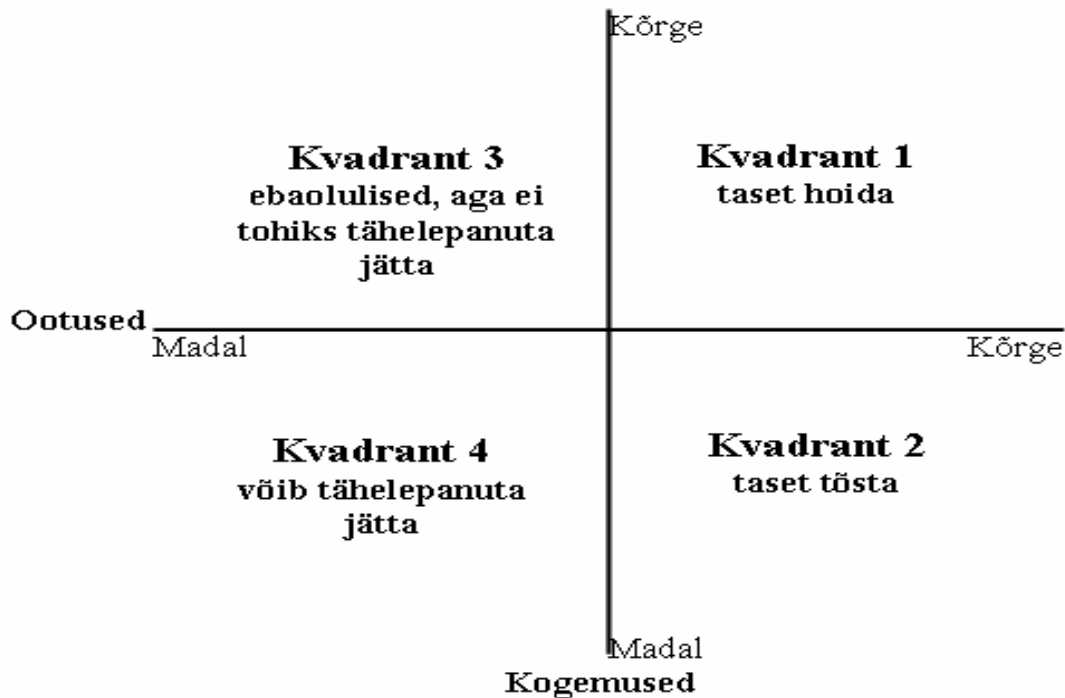 Kõrge
Kvadrant 3
ebaolulised, aga ei
tohiks tähelepanuta
jätta
Kvadrant 1
taset hoida
Ootused
Madal
Kõrge
Kvadrant 4
võib tähelepanuta
jätta
Kvadrant 2
taset tõsta
Madal
Kogemused